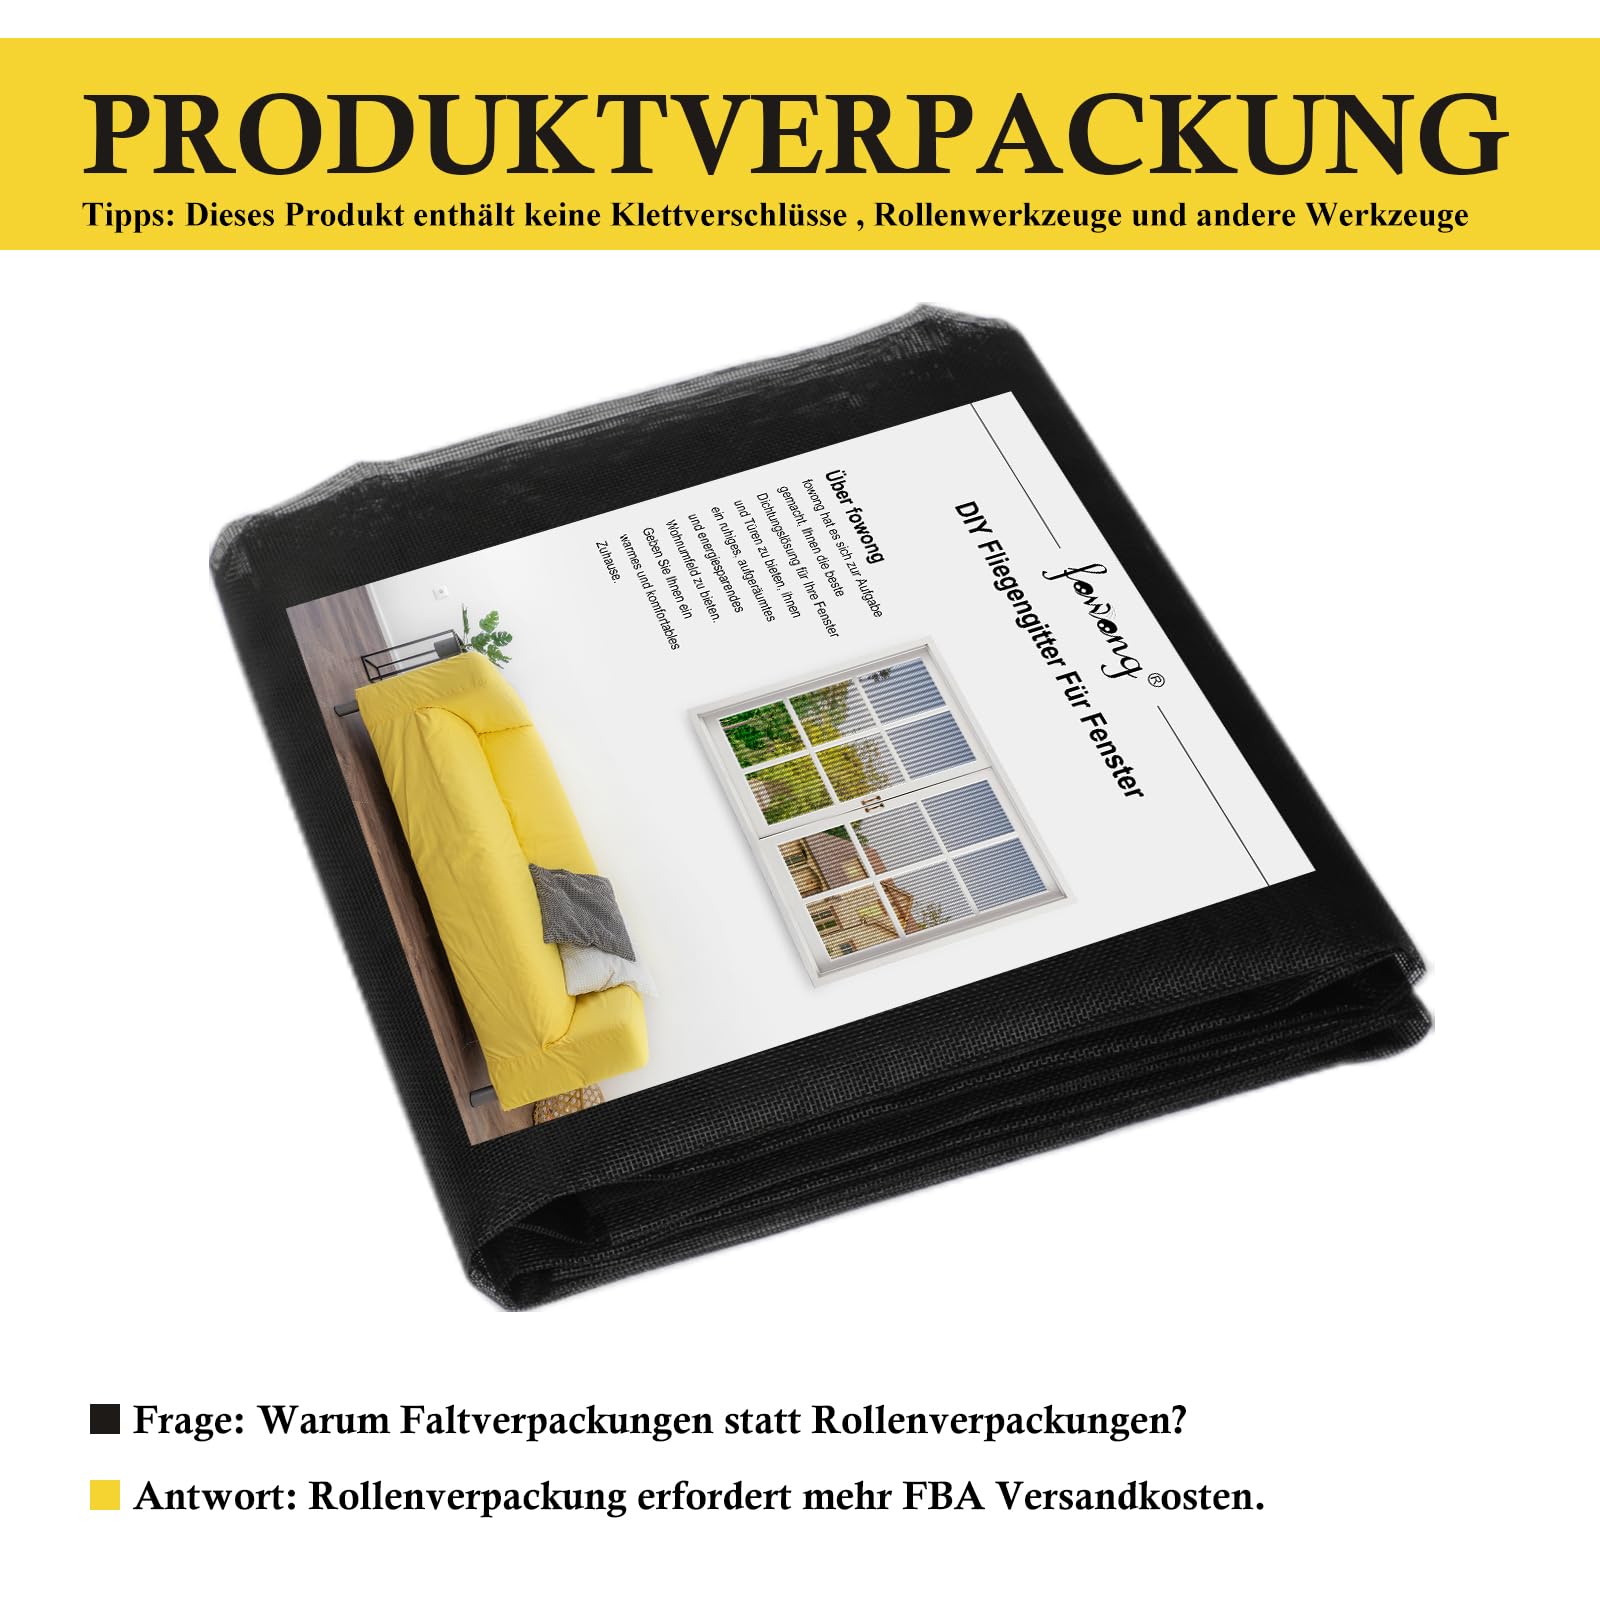 PRODUKTVERPACKUNG
Tipps: Dieses Produkt enthält keine Klettverschlüsse , Rollenwerkzeuge und andere Werkzeuge
fowong®
DIY Fliegengitter Für Fenster
Über fowong
fowong hat es sich zur Aufgabe
gemacht, Ihnen die beste
Dichtungslösung für Ihre Fenster
und Türen zu bieten, ihnen
ein ruhiges, aufgeräumtes
und energiesparendes
Wohnumfeld zu bieten.
Geben Sie Ihnen ein
warmes und komfortables
Zuhause.
Frage: Warum Faltverpackungen statt Rollenverpackungen?
Antwort: Rollenverpackung erfordert mehr FBA Versandkosten.